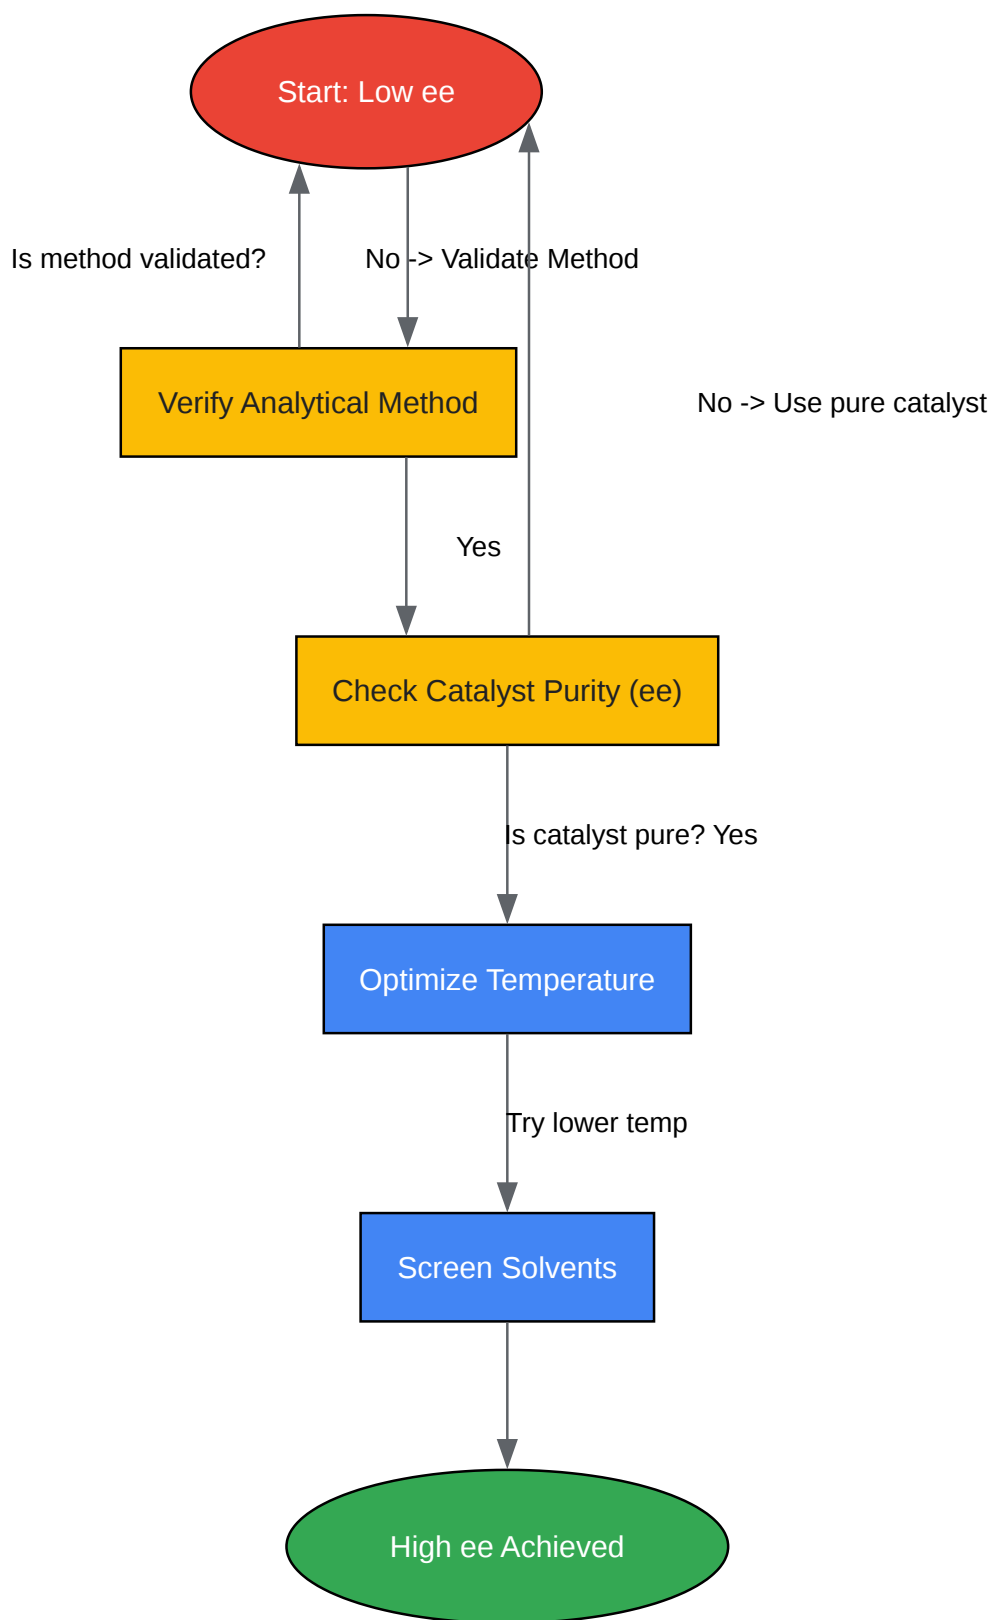 Start: Low ee
Is method validated?
No -> Validate Method
Verify Analytical Method
No -> Use pure catalyst
Yes
Check Catalyst Purity (ee)
Is catalyst pure? Yes
Optimize Temperature
Try lower temp
Screen Solvents
High ee Achieved